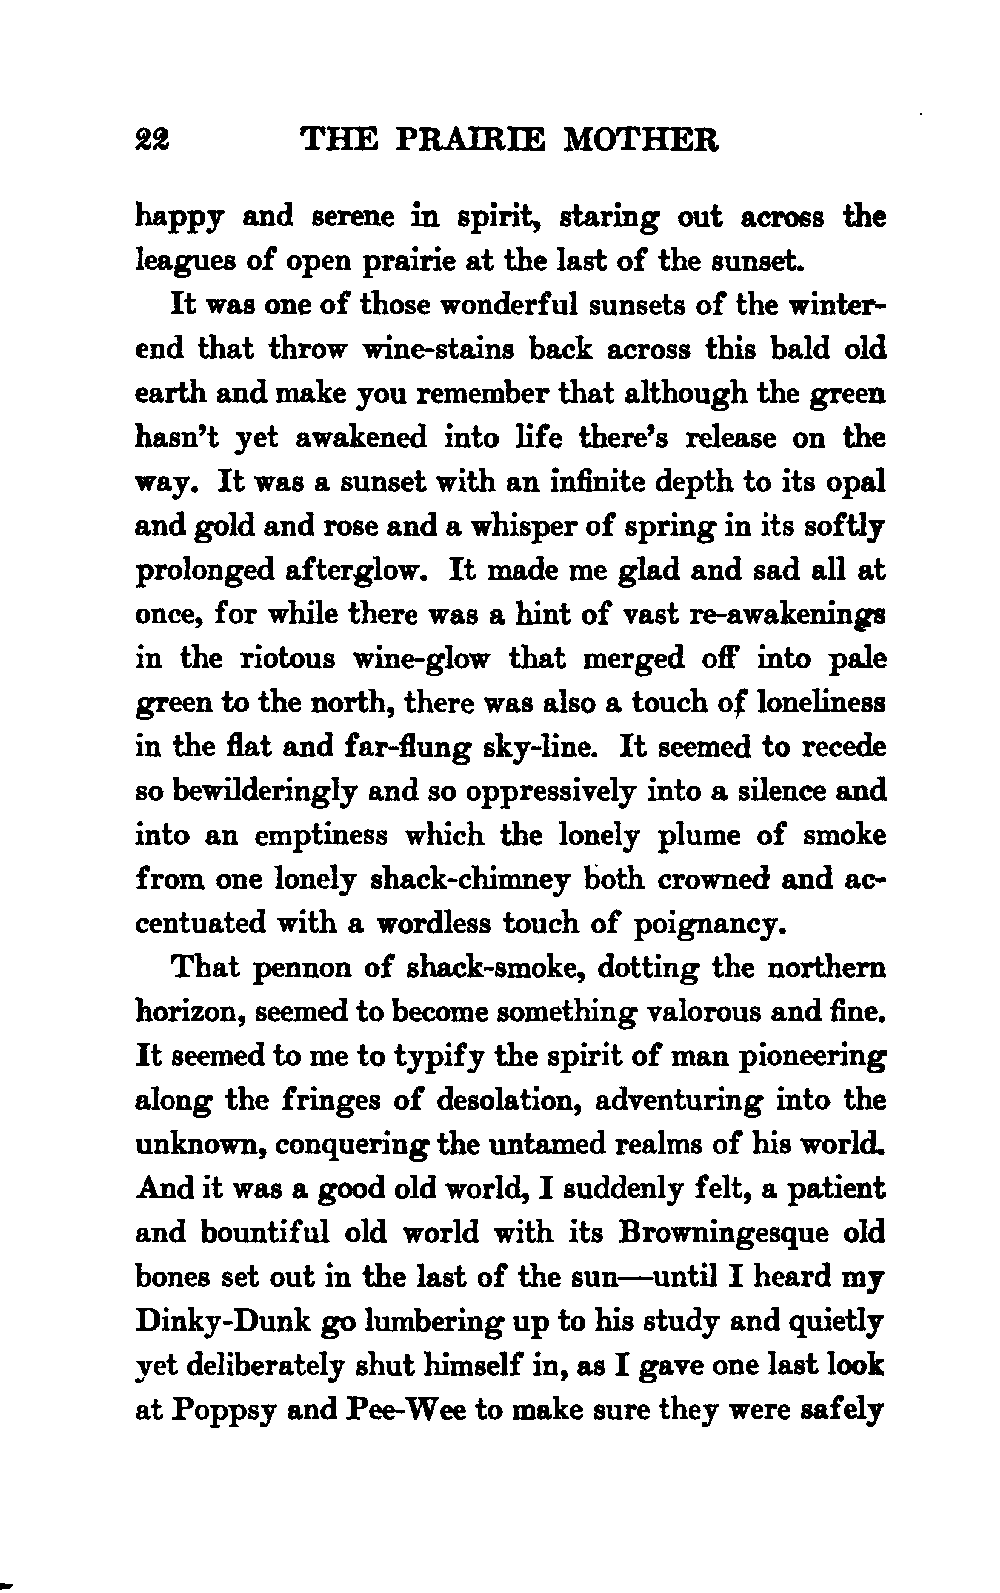 22 THE PRAIRIE MOTHER
happy and serene in spirit, staring out across the
leagues of open prairie at the last of the sunset.
It was one of those wonderful sunsets of the winter-
end that throw wine-stains back across this bald old
earth and make you remember that although the green
hasn't yet awakened into life there's release on the
way. It was a sunset with an infinite depth to its opal
and gold and rose and a whisper of spring in its softly
prolonged afterglow. It made me glad and sad all at
once, for while there was a hint of vast re-awakenings
in the riotous wine-glow that merged off into pale
green to the north, there was also a touch of loneliness
in the flat and far-flung sky-line. It seemed to recede
so bewilderingly and so oppressively into a silence and
into an emptiness which the lonely plume of smoke
from one lonely shack-chimney both crowned and ac-
centuated with a wordless touch of poignancy.
That pennon of shack-smoke, dotting the northern
horizon, seemed to become something valorous and fine.
It seemed to me to typify the spirit of man pioneering
along the fringes of desolation, adventuring into the
unknown, conquering the untamed realms of his world.
And it was a good old world, I suddenly felt, a patient
and bountiful old world with its Browningesque old
bones set out in the last of the sun—until I heard my
Dinky-Dunk go lumbering up to his study and quietly
yet deliberately shut himself in, as I gave one last look
at Poppsy and Pee-Wee to make sure they were safely